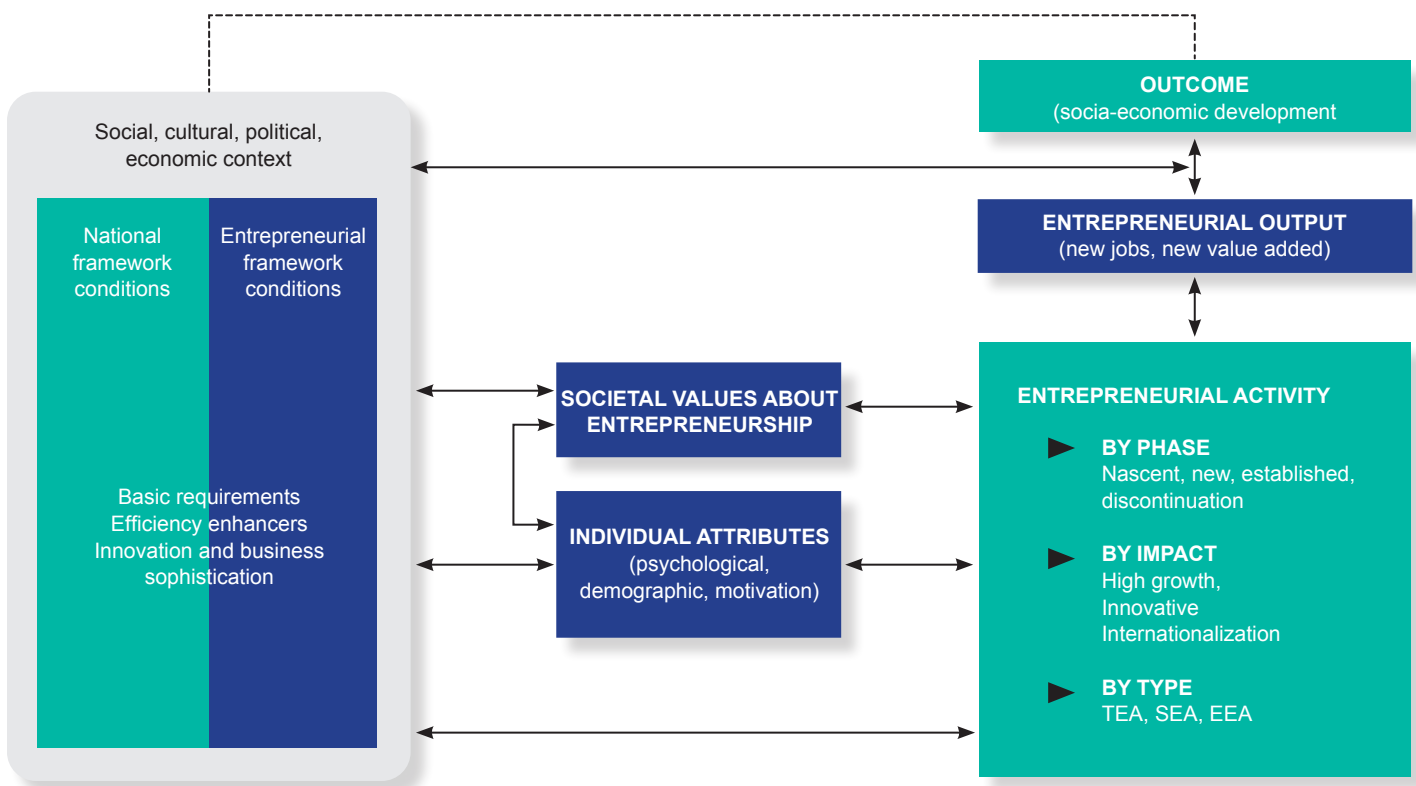 Social, cultural, political,
economic context
National
framework
conditions
Entrepreneurial
framework
conditions
Basic requirements
Efficiency enhancers
Innovation and business
sophistication
SOCIETAL VALUES ABOUT
ENTREPRENEURSHIP
INDIVIDUAL ATTRIBUTES
(psychological,
demographic, motivation)
OUTCOME
(socia-economic development
ENTREPRENEURIAL OUTPUT
(new jobs, new value added)
ENTREPRENEURIAL ACTIVITY
BY PHASE
Nascent, new, established,
discontinuation
BY IMPACT
High growth,
Innovative
Internationalization
BY TYPE
TEA, SEA, EEA